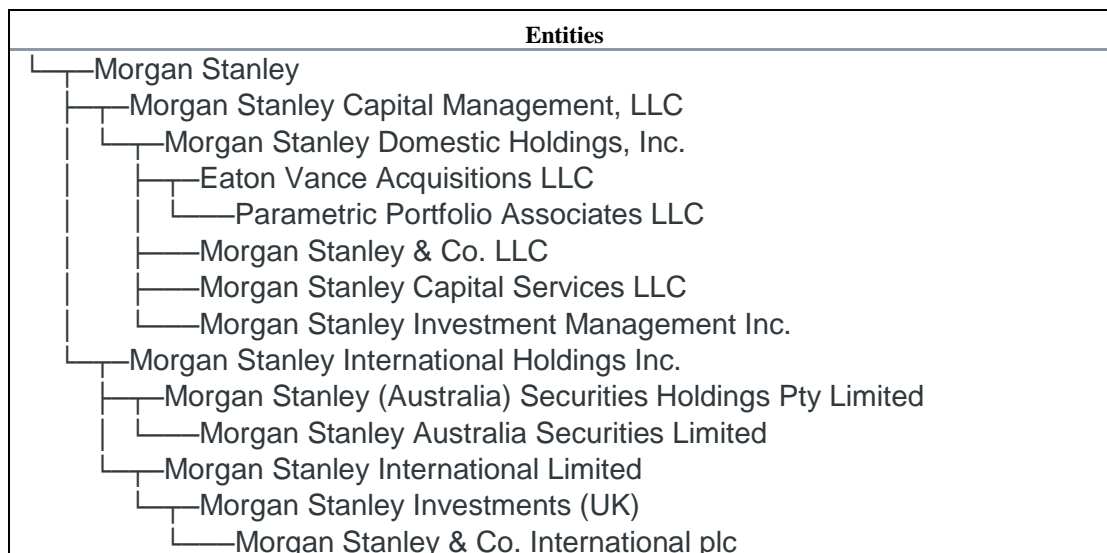 Entities
Morgan Stanley
Morgan Stanley Capital Management, LLC
Morgan Stanley Domestic Holdings, Inc.
Eaton Vance Acquisitions LLC
Parametric Portfolio Associates LLC
Morgan Stanley & Co. LLC
Morgan Stanley Capital Services LLC
Morgan Stanley Investment Management Inc.
Morgan Stanley International Holdings Inc.
Morgan Stanley (Australia) Securities Holdings Pty Limited
Morgan Stanley Australia Securities Limited
Morgan Stanley International Limited
Morgan Stanley Investments (UK)
Morgan Stanley & Co. International plc